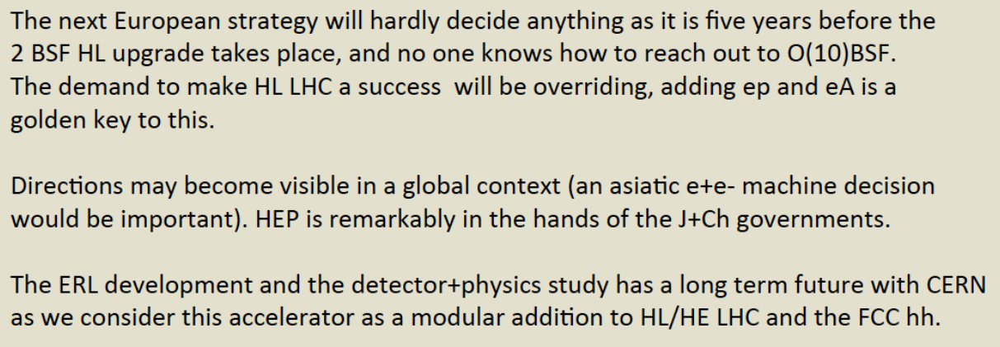 The next European strategy will hardly decide anything as it is five years before the
2 BSF HL upgrade takes place, and no one knows how to reach out to O(10)BSF.
The demand to make HL LHC a success  will be overriding, adding ep and eA is a
golden key to this.
Directions may become visible in a global context (an asiatic e+e- machine decision
would be important). HEP is remarkably in the hands of the J+Ch governments.
The ERL development and the detector+physics study has a long term future with CERN
as we consider this accelerator as a modular addition to HL/HE LHC and the FCC hh.